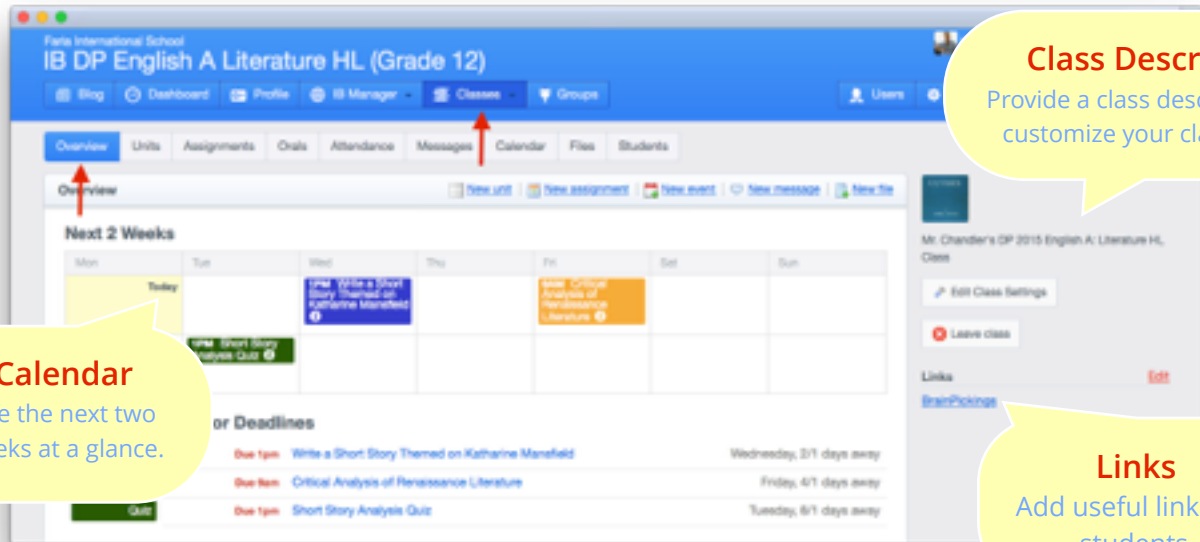 Faria International School
IB DP English A Literature HL (Grade 12)
Blog Dashboard Profile IB Manager Classes Groups Users
Overview Units Assignments Orals Attendance Messages Calendar Files Students
Overview New unit New assignment New event New message New file
Next 2 Weeks
Mon Tue Wed Thu Fri Sat Sun
Today
1PM Write a Short
Story Themed on
Katharine Mansfield
9AM Critical
Analysis of
Renaissance
Literature
1PM Short Story
Analysis Quiz
or Deadlines
Due 1pm Write a Short Story Themed on Katharine Mansfield Wednesday, 2/1 days away
Due 9am Critical Analysis of Renaissance Literature Friday, 4/1 days away
Quiz Due 1pm Short Story Analysis Quiz Tuesday, 6/1 days away
Calendar
e the next two
eks at a glance.
Class Descr
Provide a class desc
customize your cla
Mr. Chandler's DP 2015 English A: Literature HL,
Class
Edit Class Settings
Leave class
Links Edit
BrainPickings
Links
Add useful link
students